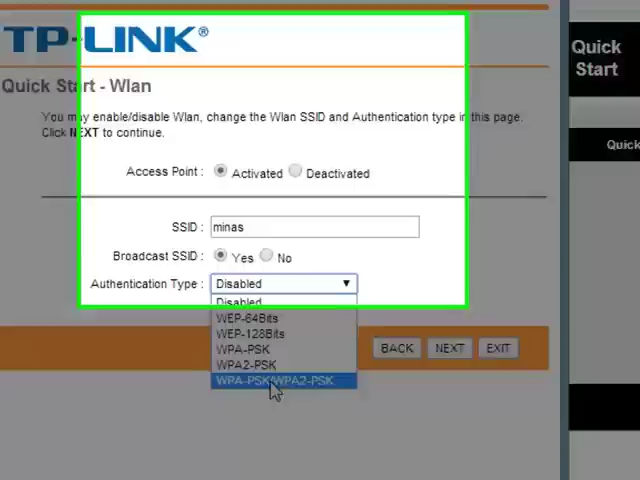 TP-LINK®
Quick Start
Quick Start - Wlan
You may enable/disable Wlan, change the Wlan SSID and Authentication type in this page.
Click NEXT to continue.
Quick
Access Point : Activated Deactivated
SSID : minas
Broadcast SSID : Yes No
Authentication Type : Disabled
Disabled
WEP-64Bits
WEP-128Bits
WPA-PSK
WPA2-PSK
WPA-PSK/WPA2-PSK
BACK NEXT EXIT